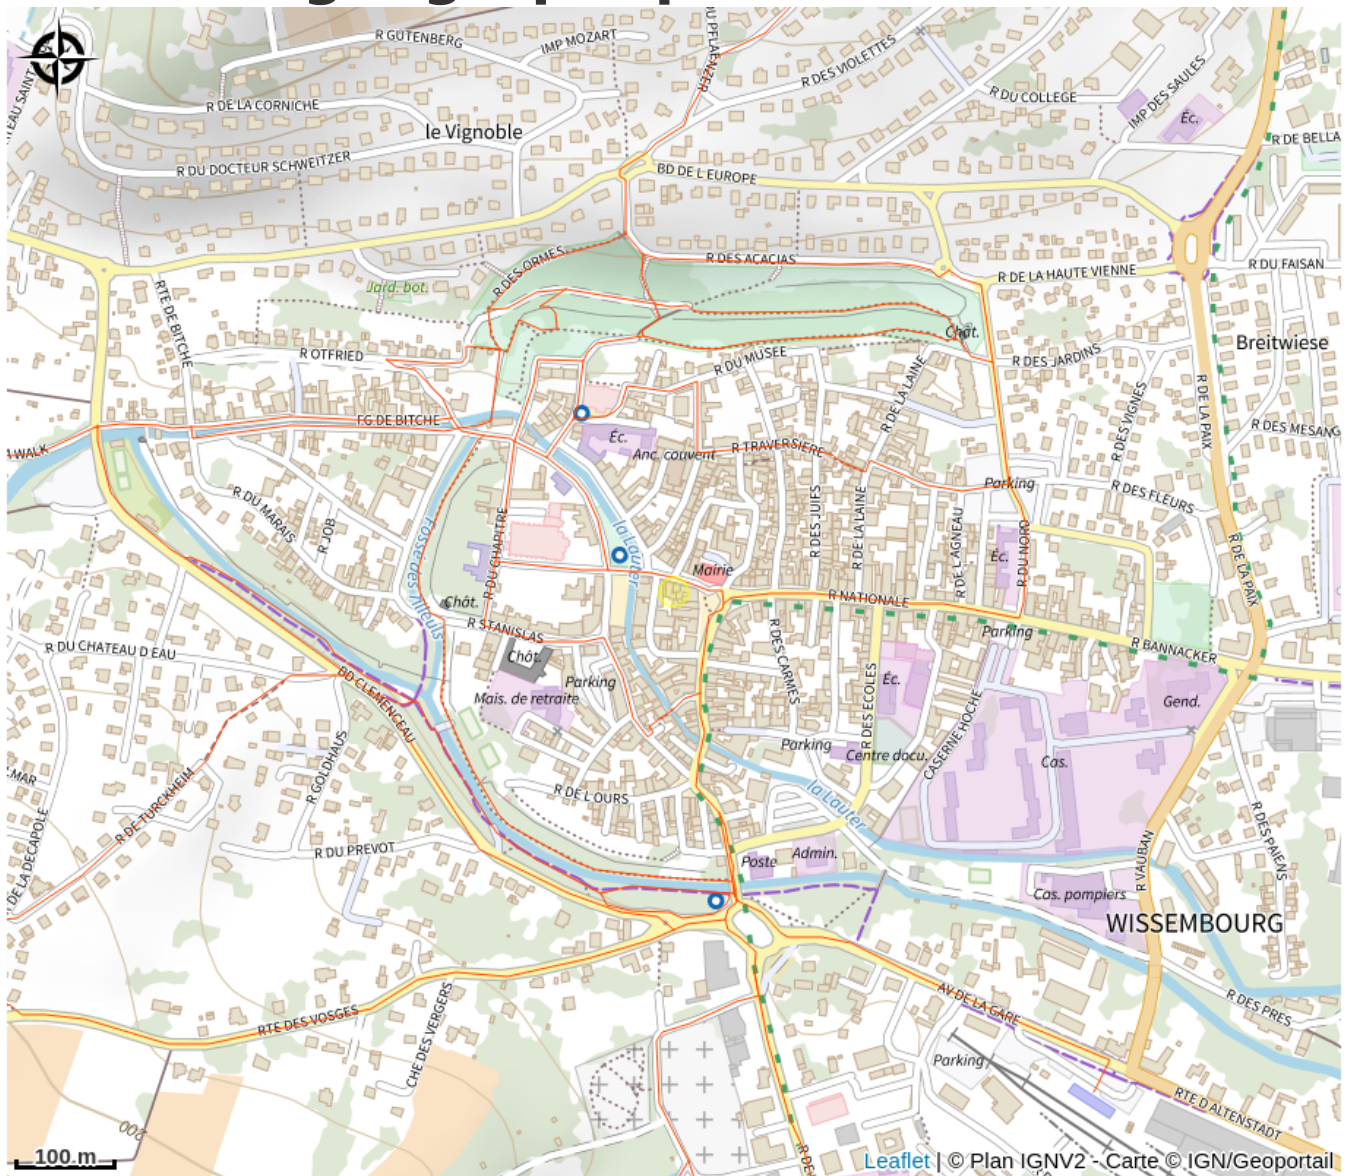 R GUTENBERG
IMP MOZART
R DES VIOLETTES
R DE LA CORNICHE
R DU COLLEGE
IMP DES SAULES
Éc.
le Vignoble
R DU DOCTEUR SCHWEITZER
BD DE L EUROPE
R DE BELLA
R DES ORMES
R DES ACACIAS
R DE LA HAUTE VIENNE
R DU FAISAN
Jard. bot.
RTE DE BITCHE
Chât.
Breitwiese
R OTFRIED
R DU MUSEE
R DES JARDINS
R DE LA LAINE
R DE LA PAIX
R DES VIGNES
FG DE BITCHE
WALK
Éc.
Anc. couvent
R TRAVERSIERE
R DES MESANG
Parking
R DES FLEURS
R DU MARAIS
R JOB
Fossé des Tilleuls
R DU CHAPITRE
la Lauter
R DES JUIFS
R DE LA LAINE
R DE L AGNEAU
Éc.
R DU NORD
R DE LA PAIX
Mairie
Chât.
R NATIONALE
R STANISLAS
Parking
R BANNACKER
R DU CHATEAU D EAU
Chât.
BD CLEMENCEAU
Parking
Mais. de retraite
R DES CARMES
R DES ECOLES
Éc.
Gend.
Parking
Centre docu.
CASERNE HOCHE
Cas.
MAR
R GOLDHAUS
R DE TURCKHEIM
R DE L OURS
la Lauter
R DE LA DECAPOLE
R DU PREVOT
Poste
Admin.
R VAUBAN
R DES PAIENS
Cas. pompiers
WISSEMBOURG
RTE DES VOSGES
CHE DES VERGERS
AV DE LA GARE
R DES PRES
Parking
RTE D ALTENSTADT
200
100 m
Leaflet | © Plan IGNV2 - Carte © IGN/Geoportail